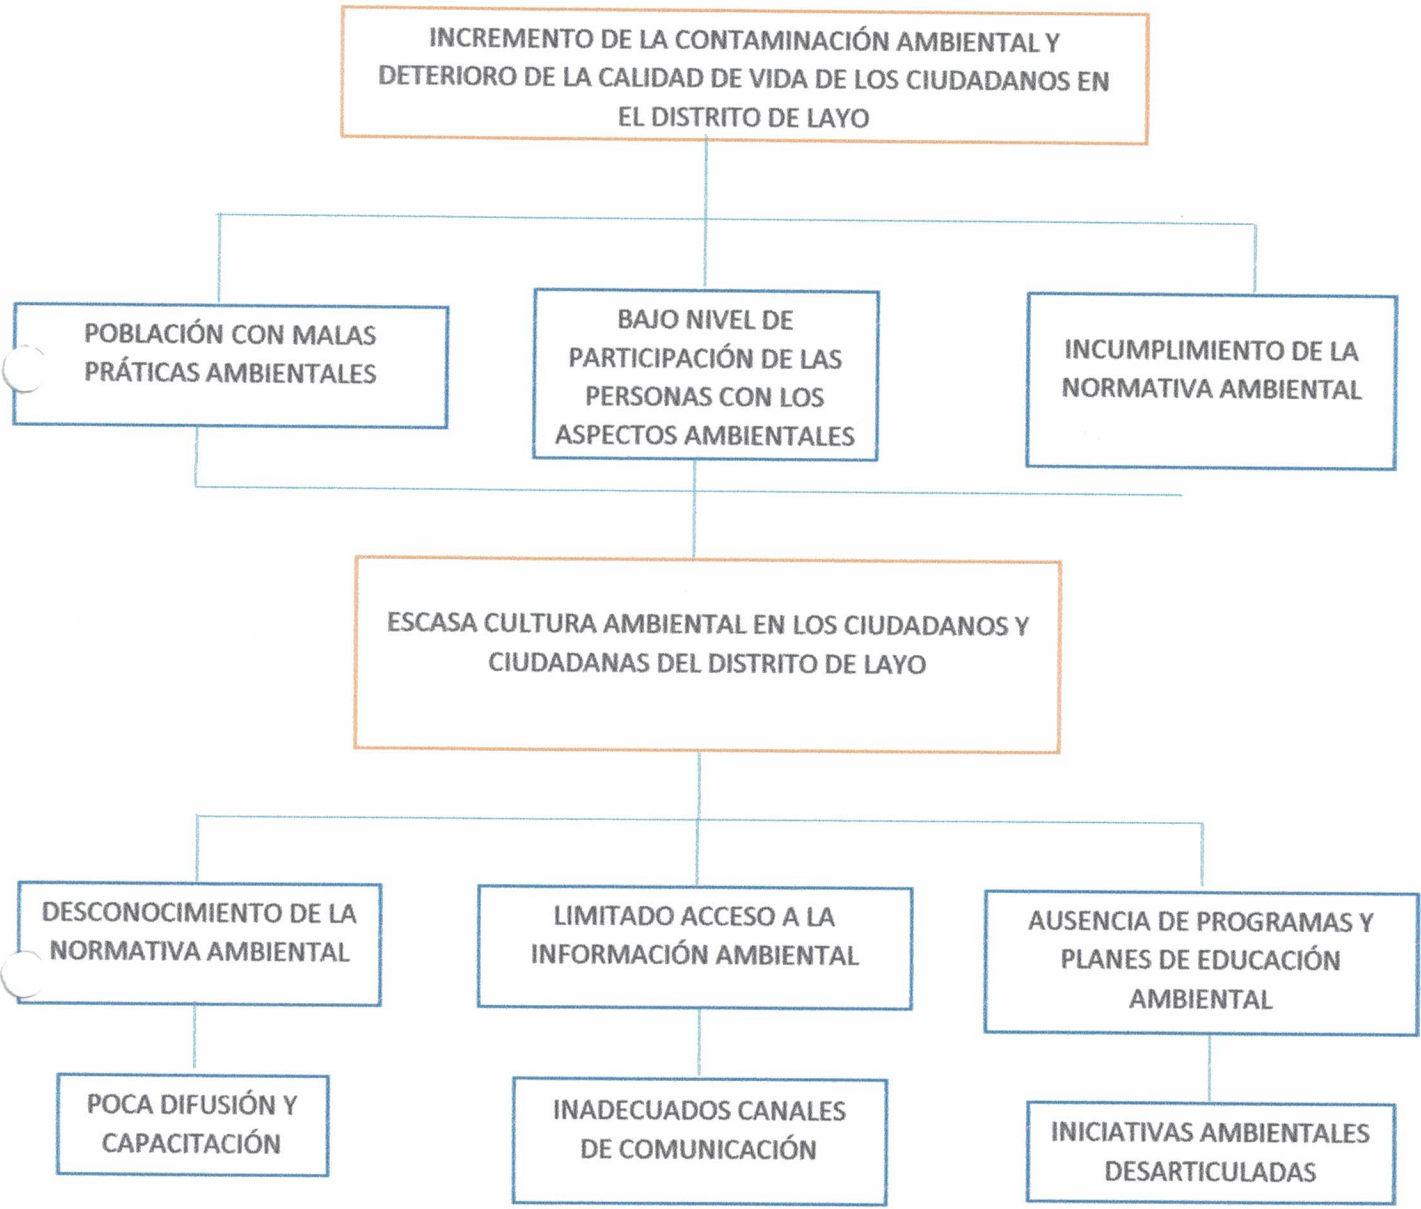 INCREMENTO DE LA CONTAMINACIÓN AMBIENTAL Y
DETERIORO DE LA CALIDAD DE VIDA DE LOS CIUDADANOS EN
EL DISTRITO DE LAYO
POBLACIÓN CON MALAS
PRÁTICAS AMBIENTALES
BAJO NIVEL DE
PARTICIPACIÓN DE LAS
PERSONAS CON LOS
ASPECTOS AMBIENTALES
INCUMPLIMIENTO DE LA
NORMATIVA AMBIENTAL
ESCASA CULTURA AMBIENTAL EN LOS CIUDADANOS Y
CIUDADANAS DEL DISTRITO DE LAYO
DESCONOCIMIENTO DE LA
NORMATIVA AMBIENTAL
LIMITADO ACCESO A LA
INFORMACIÓN AMBIENTAL
AUSENCIA DE PROGRAMAS Y
PLANES DE EDUCACIÓN
AMBIENTAL
POCA DIFUSIÓN Y
CAPACITACIÓN
INADECUADOS CANALES
DE COMUNICACIÓN
INICIATIVAS AMBIENTALES
DESARTICULADAS